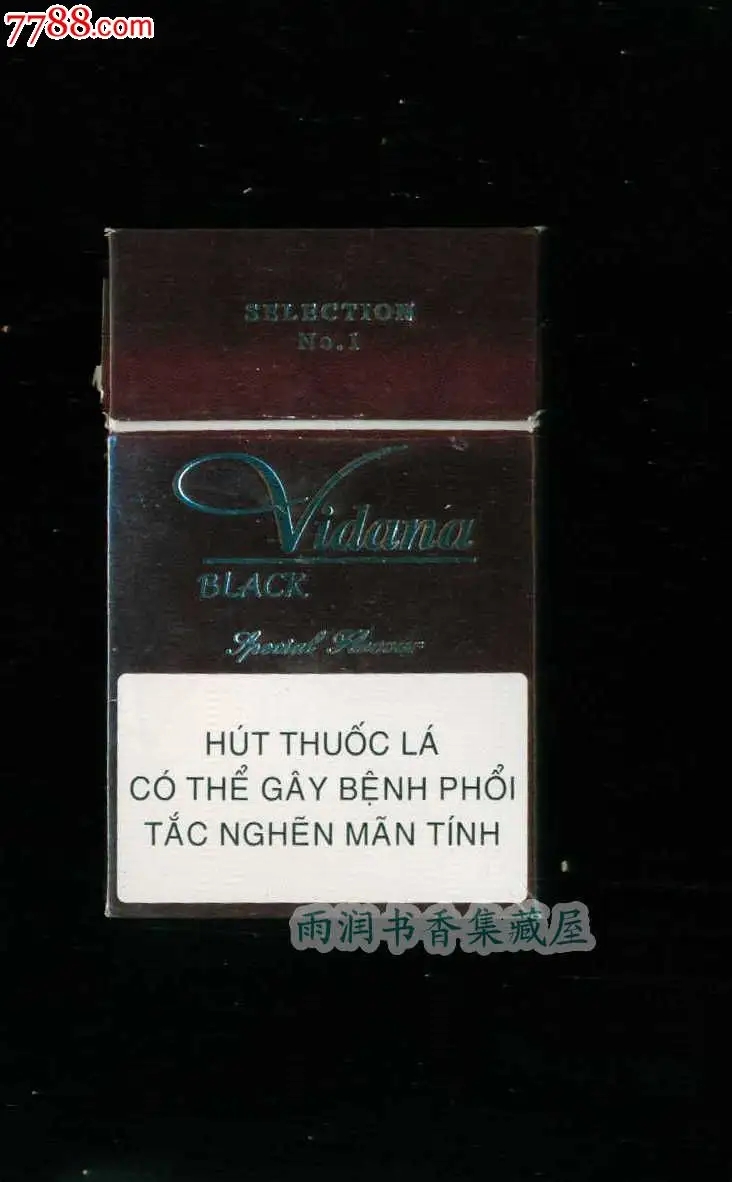 7788.com
SELECTION
No.1
Vidana
BLACK
Special Flavour
HÚT THUỐC LÁ
CÓ THỂ GÂY BỆNH PHỔI
TẮC NGHẼN MÃN TÍNH
雨润书香集藏屋